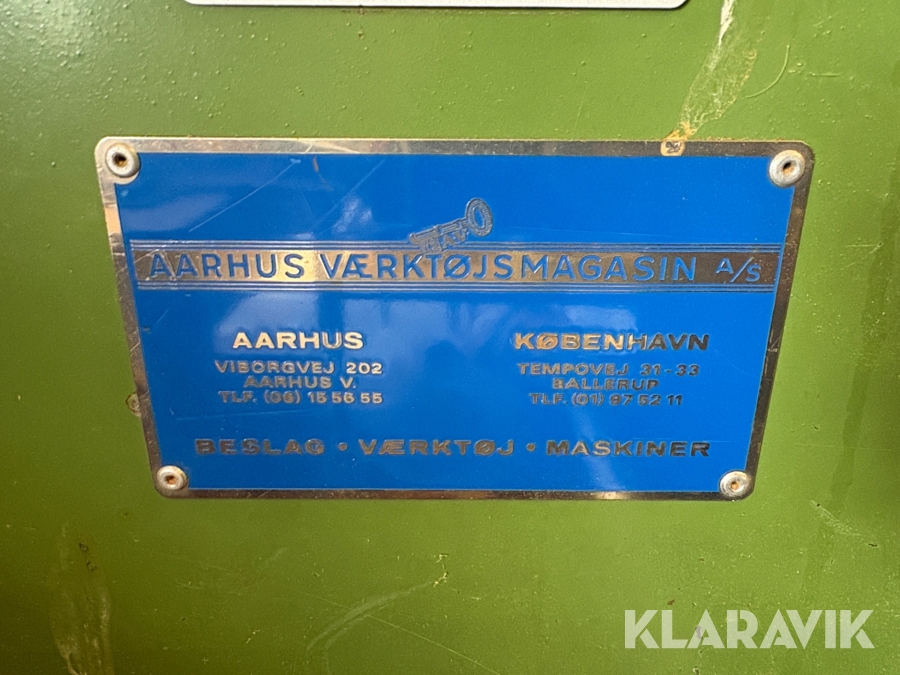 AARHUS VÆRKTØJSMAGASIN A/S
AARHUS
VIBORGVEJ 202
AARHUS V.
TLF. (06) 15 56 55
KØBENHAVN
TEMPOVEJ 31-33
BALLERUP
TLF. (01) 97 52 11
BESLAG • VÆRKTØJ • MASKINER
KLARAVIK